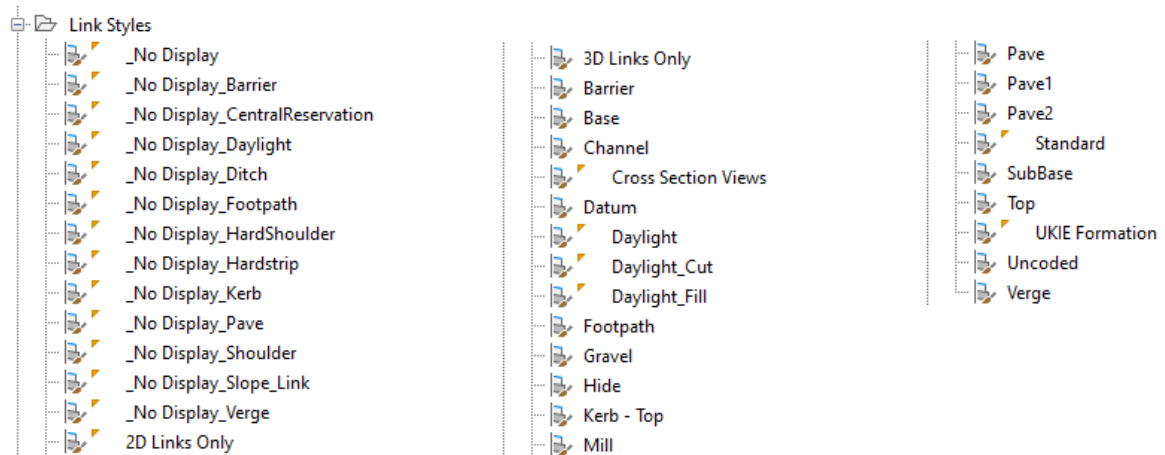 Link Styles
_No Display
_No Display_Barrier
_No Display_CentralReservation
_No Display_Daylight
_No Display_Ditch
_No Display_Footpath
_No Display_HardShoulder
_No Display_Hardstrip
_No Display_Kerb
_No Display_Pave
_No Display_Shoulder
_No Display_Slope_Link
_No Display_Verge
2D Links Only
3D Links Only
Barrier
Base
Channel
Cross Section Views
Datum
Daylight
Daylight_Cut
Daylight_Fill
Footpath
Gravel
Hide
Kerb - Top
Mill
Pave
Pave1
Pave2
Standard
SubBase
Top
UKIE Formation
Uncoded
Verge